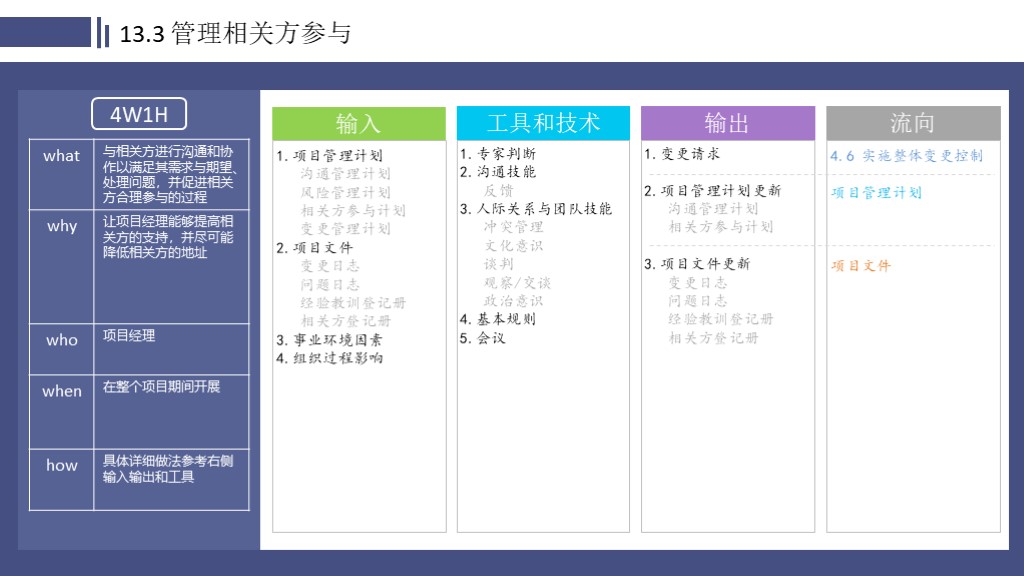 13.3 管理相关方参与
4W1H
what
与相关方进行沟通和协
作以满足其需求与期望、
处理问题，并促进相关
方合理参与的过程
why
让项目经理能够提高相
关方的支持，并尽可能
降低相关方的地址
who
项目经理
when
在整个项目期间开展
how
具体详细做法参考右侧
输入输出和工具
输入
1. 项目管理计划
沟通管理计划
风险管理计划
相关方参与计划
变更管理计划
2. 项目文件
变更日志
问题日志
经验教训登记册
相关方登记册
3. 事业环境因素
4. 组织过程影响
工具和技术
1. 专家判断
2. 沟通技能
反馈
3. 人际关系与团队技能
冲突管理
文化意识
谈判
观察/交谈
政治意识
4. 基本规则
5. 会议
输出
1. 变更请求
2. 项目管理计划更新
沟通管理计划
相关方参与计划
3. 项目文件更新
变更日志
问题日志
经验教训登记册
相关方登记册
流向
4.6 实施整体变更控制
项目管理计划
项目文件